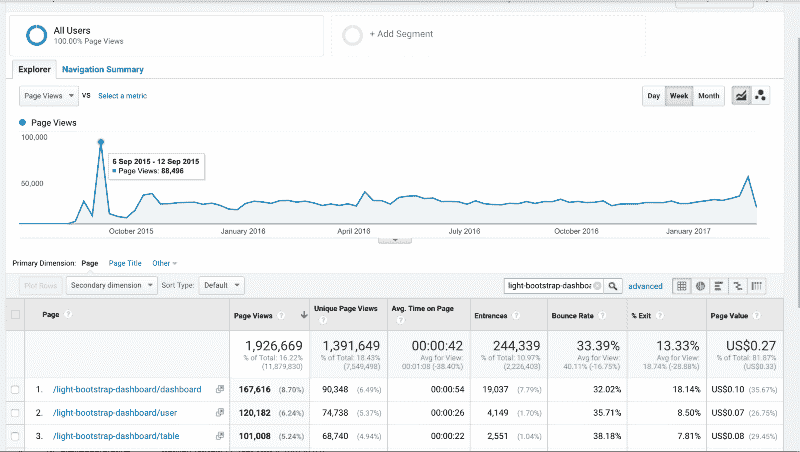 All Users
100.00% Page Views
+ Add Segment
Explorer Navigation Summary
Page Views VS Select a metric
Day Week Month
Page Views
100,000
6 Sep 2015 - 12 Sep 2015
Page Views: 88,496
50,000
October 2015 January 2016 April 2016 July 2016 October 2016 January 2017
Primary Dimension: Page Page Title Other
Plot Rows Secondary dimension Sort Type: Default light-bootstrap-dashboa advanced
Page Page Views Unique Page Views Avg. Time on Page Entrances Bounce Rate % Exit Page Value
1,926,669 1,391,649 00:00:42 244,339 33.39% 13.33% US$0.27
% of Total: 16.22% % of Total: 18.43% Avg for View: % of Total: 10.97% Avg for View: Avg for View: % of Total: 81.87%
(11,879,830) (7,549,498) 00:01:08 (-38.40%) (2,226,403) 40.11% (-16.75%) 18.74% (-28.88%) (US$0.33)
1. /light-bootstrap-dashboard/dashboard 167,616 (8.70%) 90,348 (6.49%) 00:00:54 19,037 (7.79%) 32.02% 18.14% US$0.10 (35.67%)
2. /light-bootstrap-dashboard/user 120,182 (6.24%) 74,738 (5.37%) 00:00:26 4,149 (1.70%) 35.71% 8.50% US$0.07 (26.75%)
3. /light-bootstrap-dashboard/table 101,008 (5.24%) 68,740 (4.94%) 00:00:22 2,551 (1.04%) 38.18% 7.81% US$0.08 (29.45%)